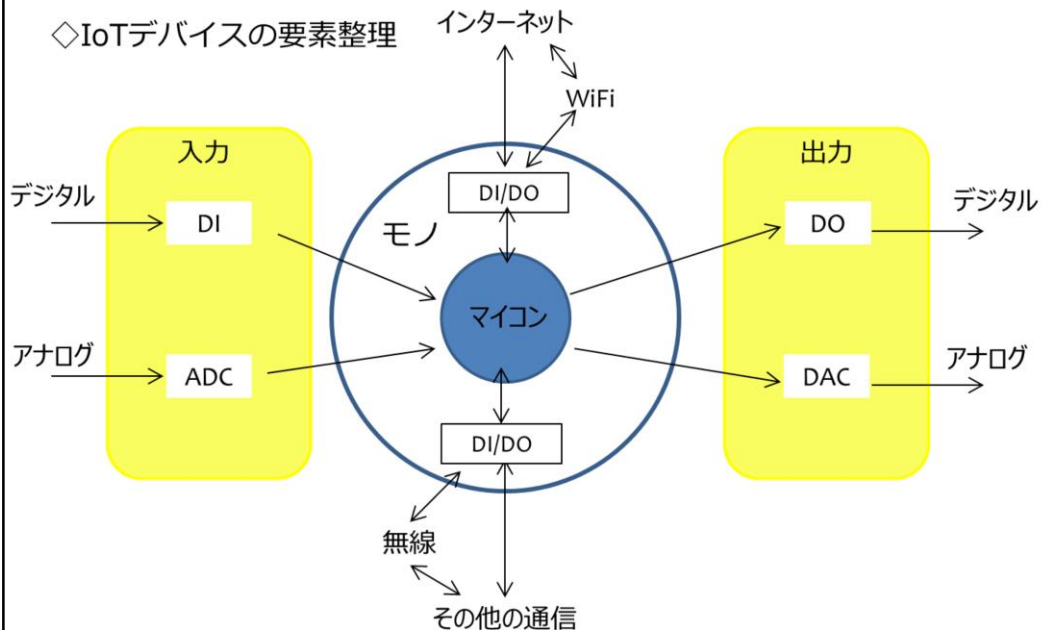 ◇IoTデバイスの要素整理
インターネット
WiFi
入力
出力
デジタル
DI
DI/DO
モノ
DO
デジタル
マイコン
アナログ
ADC
DAC
アナログ
DI/DO
無線
その他の通信